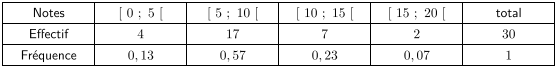 Notes [ 0 ; 5 [ [ 5 ; 10 [ [ 10 ; 15 [ [ 15 ; 20 [ total
Effectif 4 17 7 2 30
Fréquence 0,13 0,57 0,23 0,07 1